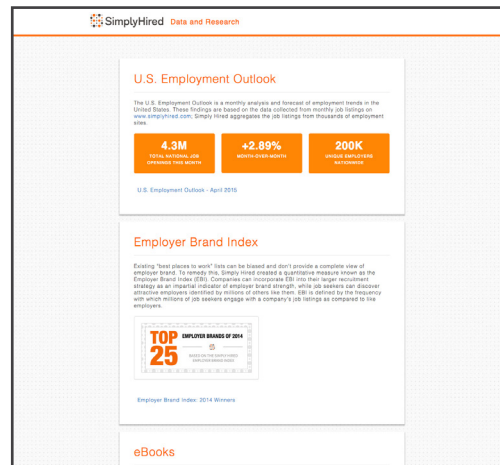 SimplyHired Data and Research
U.S. Employment Outlook
The U.S. Employment Outlook is a monthly analysis and forecast of employment trends in the
United States. These findings are based on the data collected from monthly job listings on
www.simplyhired.com; Simply Hired aggregates the job listings from thousands of employment
sites.
4.3M +2.89% 200K
TOTAL NATIONAL JOB MONTH-OVER-MONTH UNIQUE EMPLOYERS
OPENINGS THIS MONTH NATIONWIDE
U.S. Employment Outlook - April 2015
Employer Brand Index
Existing "best places to work" lists can be biased and don't provide a complete view of
employer brand. To remedy this, Simply Hired created a quantitative measure known as the
Employer Brand Index (EBI). Companies can incorporate EBI into their larger recruitment
strategy as an impartial indicator of employer brand strength, while job seekers can discover
attractive employers identified by millions of others like them. EBI is defined by the frequency
with which millions of job seekers engage with a company's job listings as compared to like
employers.
TOP EMPLOYER BRANDS OF 2014
25 BASED ON THE SIMPLY HIRED
EMPLOYER BRAND INDEX
Employer Brand Index: 2014 Winners
eBooks